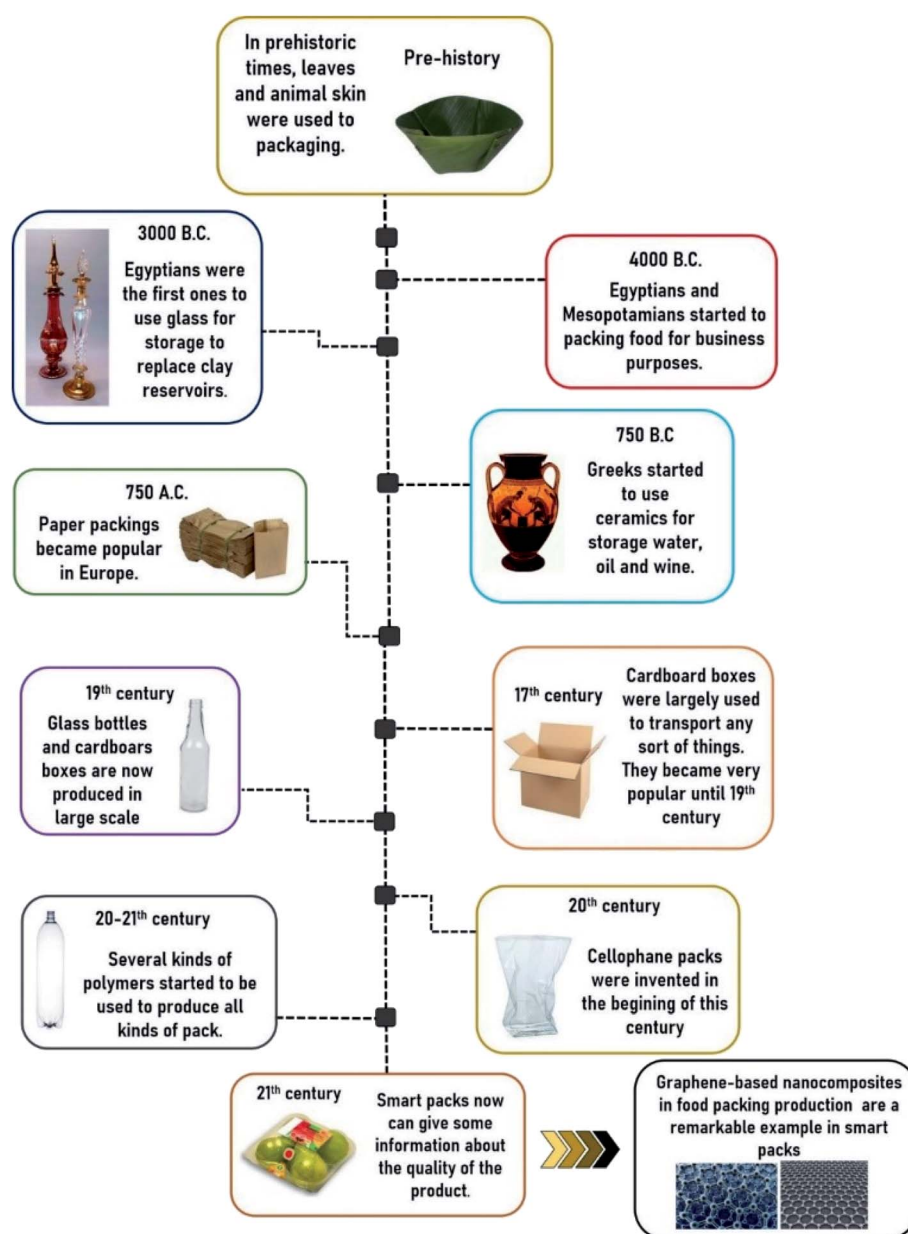 In prehistoric
times, leaves
and animal skin
were used to
packaging.
Pre-history
4000 B.C.
Egyptians and
Mesopotamians started to
packing food for business
purposes.
3000 B.C.
Egyptians were
the first ones to
use glass for
storage to
replace clay
reservoirs.
750 B.C
Greeks started
to use
ceramics for
storage water,
oil and wine.
750 A.C.
Paper packings
became popular
in Europe.
17th century
Cardboard boxes
were largely used
to transport any
sort of things.
They became very
popular until 19th
century
19th century
Glass bottles
and cardboars
boxes are now
produced in
large scale
20th century
Cellophane packs
were invented in
the begining of this
century
20-21th century
Several kinds of
polymers started to be
used to produce all
kinds of pack.
21th century
Smart packs now
can give some
information about
the quality of the
product.
Graphene-based nanocomposites
in food packing production are a
remarkable example in smart
packs